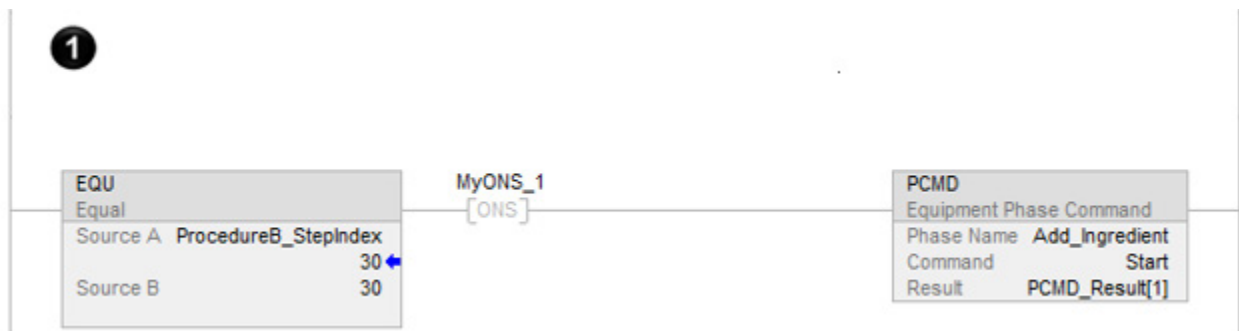 1
EQU
Equal
Source A ProcedureB_StepIndex
30
Source B 30
MyONS_1
[ONS]
PCMD
Equipment Phase Command
Phase Name Add_Ingredient
Command Start
Result PCMD_Result[1]